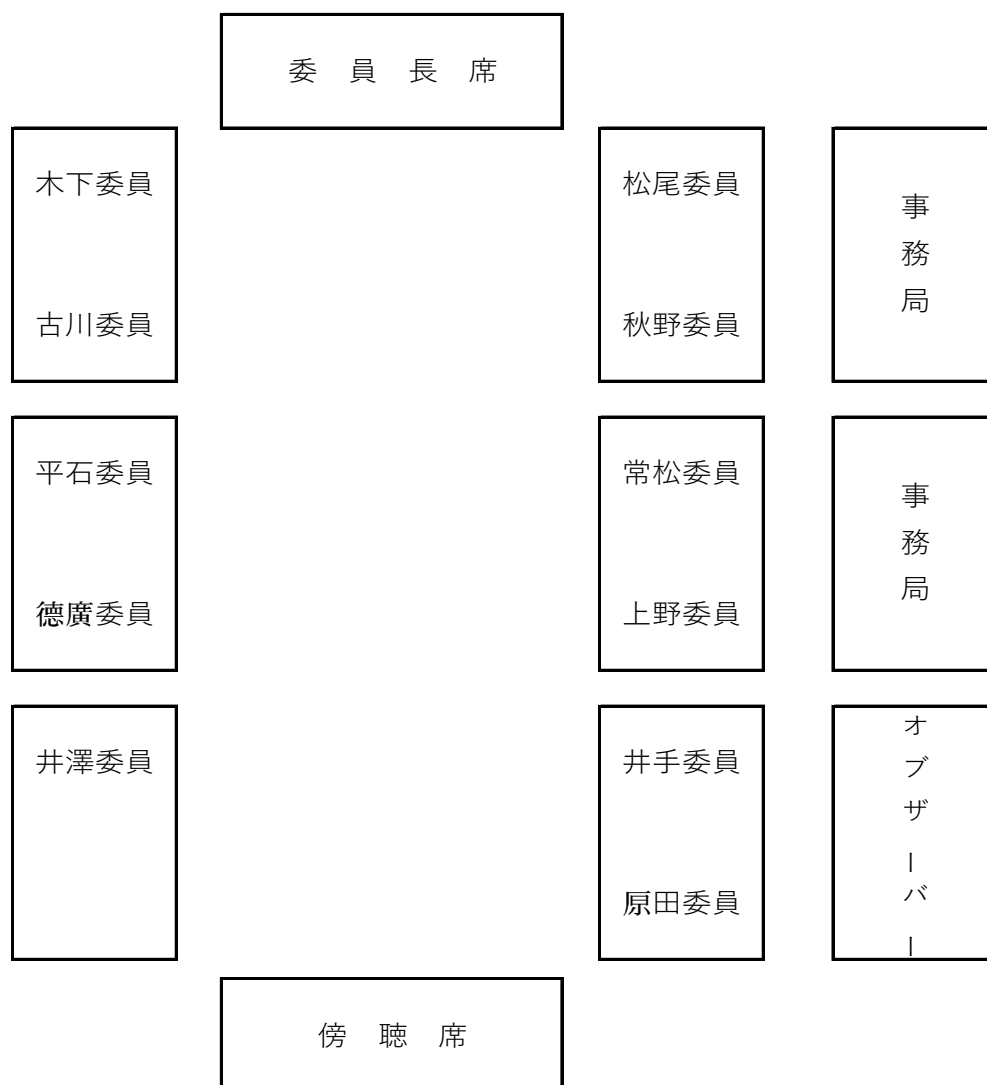 委員長席
木下委員
古川委員
松尾委員
秋野委員
事務局
平石委員
德廣委員
常松委員
上野委員
事務局
井澤委員
井手委員
原田委員
オブザーバー
傍聴席